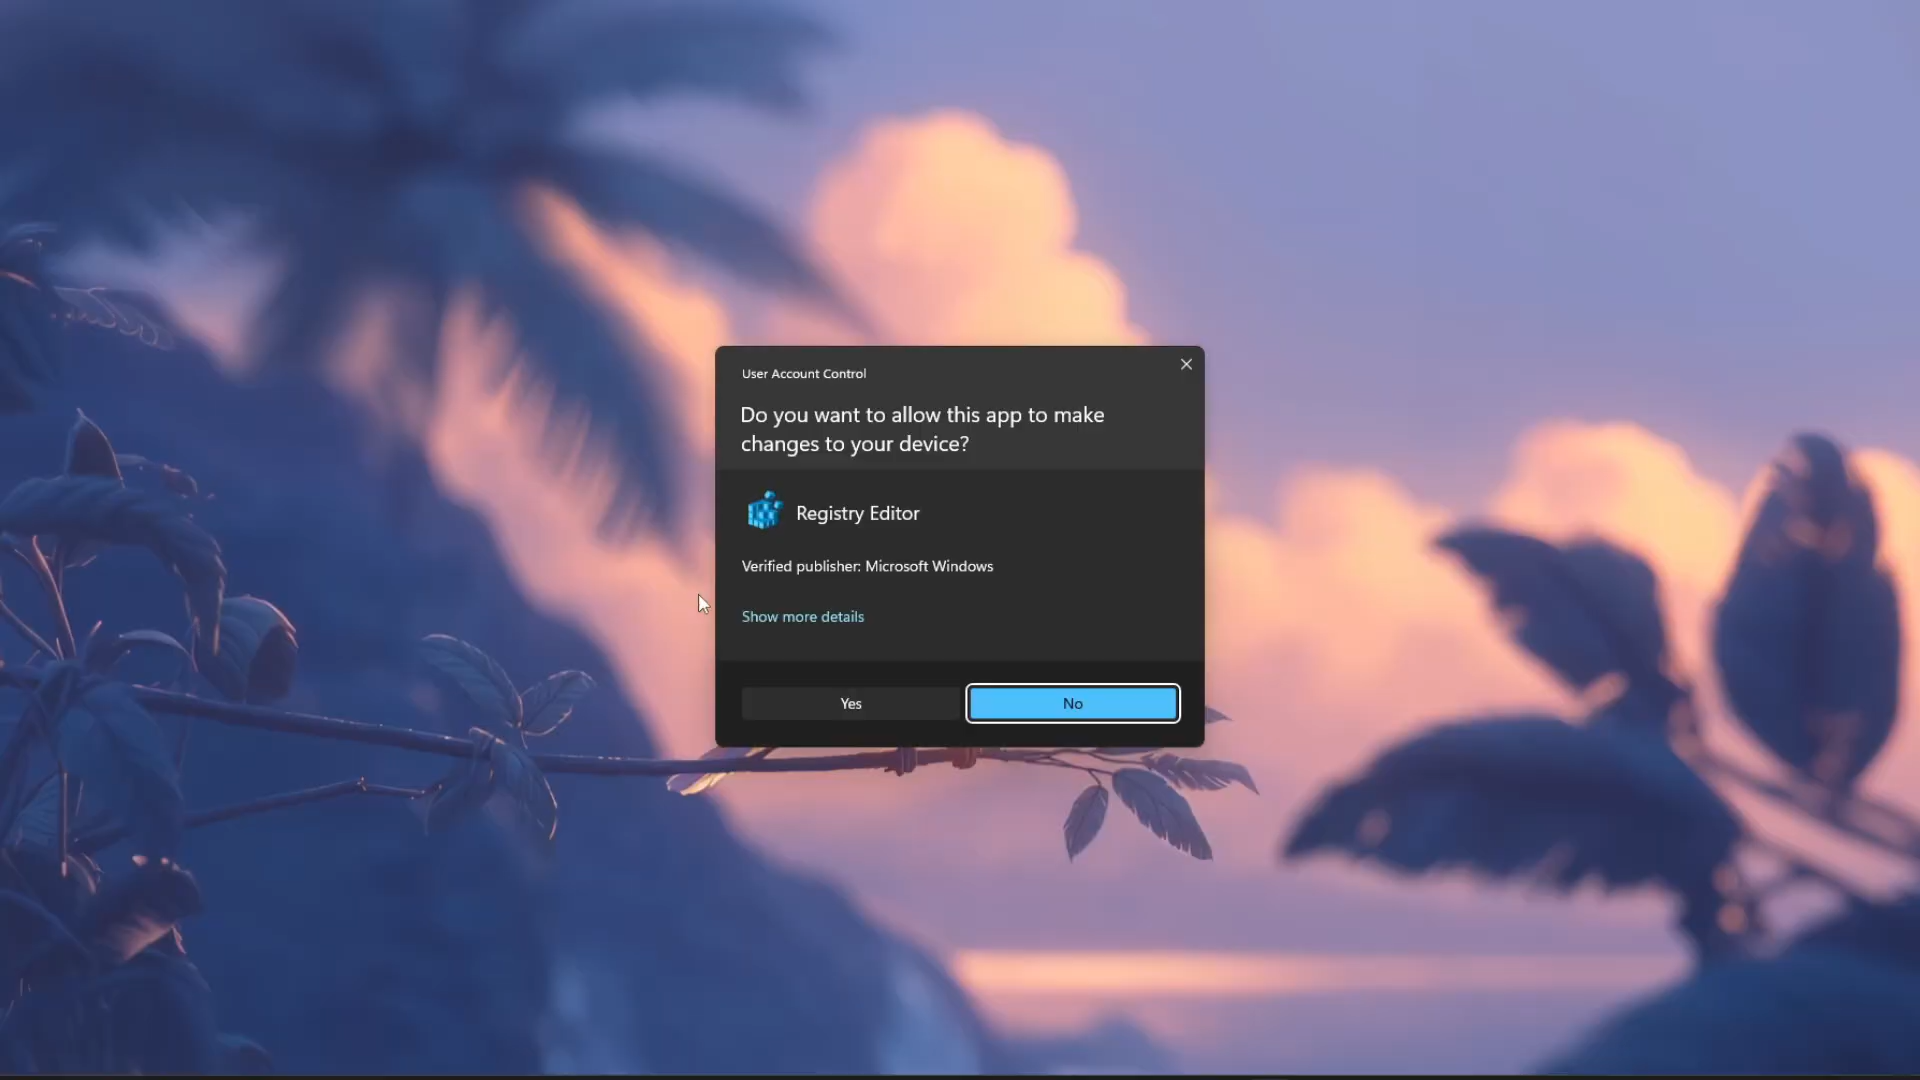 User Account Control
Do you want to allow this app to make
changes to your device?
Registry Editor
Verified publisher: Microsoft Windows
Show more details
Yes
No